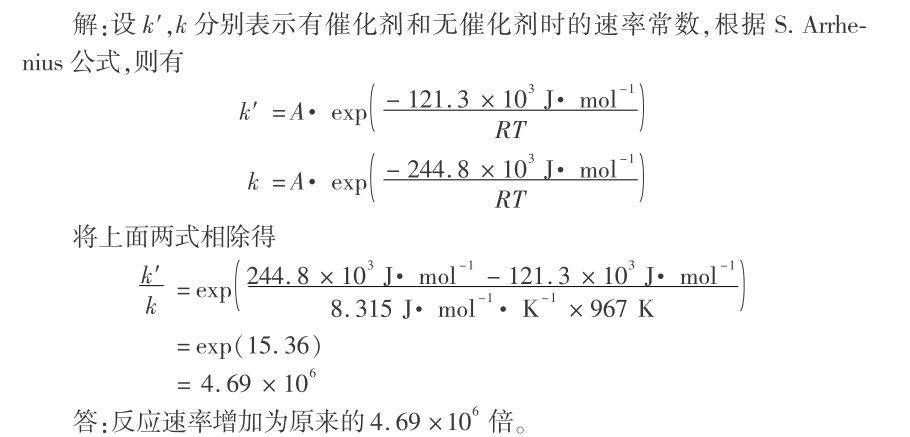 解:设 k′,k 分别表示有催化剂和无催化剂时的速率常数,根据 S. Arrhe-
nius 公式,则有
k′ = A· exp(−121.3 × 10³ J· mol⁻¹ / RT)
k = A· exp(−244.8 × 10³ J· mol⁻¹ / RT)
将上面两式相除得
k′/k = exp(244.8 × 10³ J· mol⁻¹ − 121.3 × 10³ J· mol⁻¹ / 8.315 J· mol⁻¹· K⁻¹ × 967 K)
= exp(15.36)
= 4.69 × 10⁶
答:反应速率增加为原来的 4.69 × 10⁶ 倍。